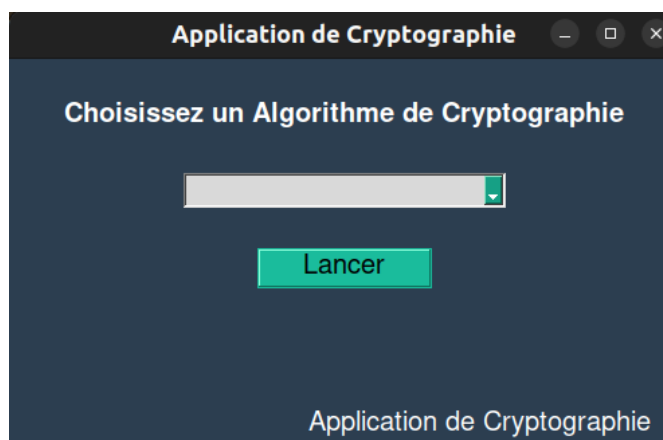 Application de Cryptographie
Choisissez un Algorithme de Cryptographie
Lancer
Application de Cryptographie